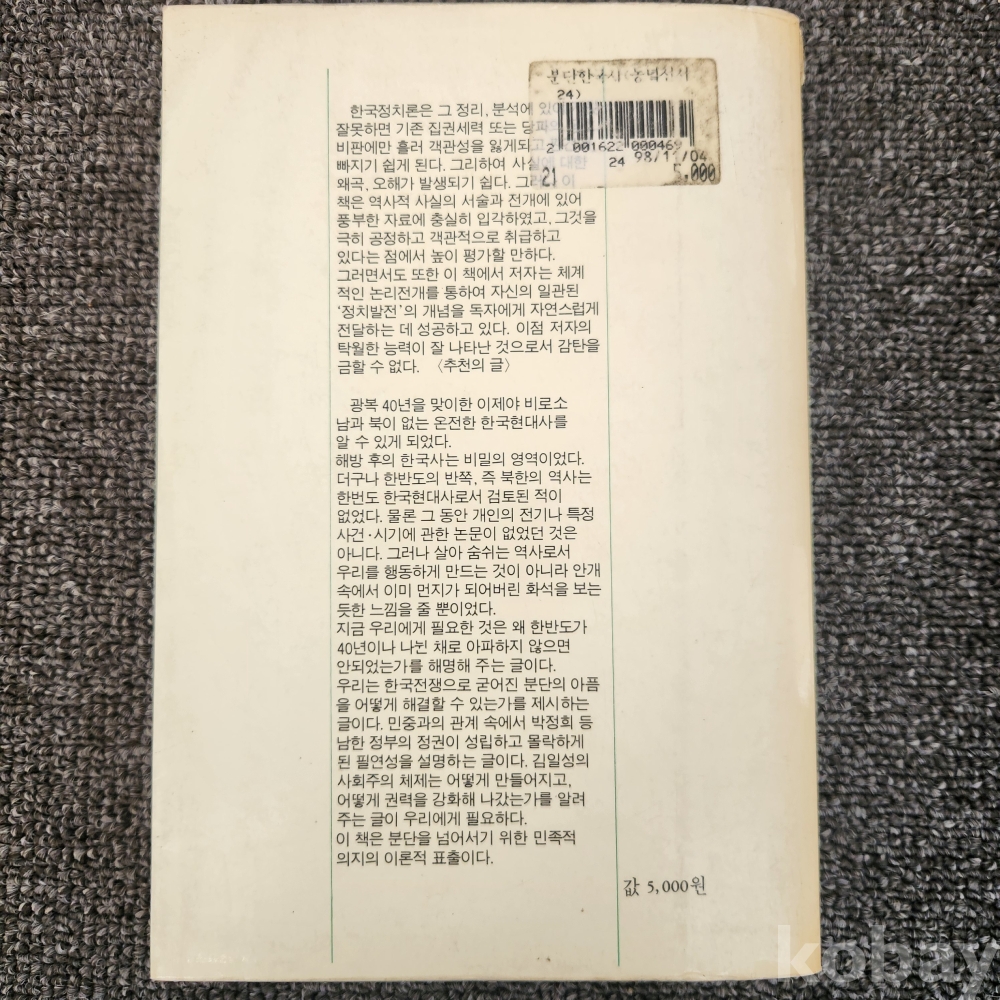 한국정치론은 그 정리, 분석에
잘못하면 기존 집권세력 또는
비판에만 흘러 객관성을 잃게되고
빠지기 쉽게 된다. 그리하여 사실에 대한
왜곡, 오해가 발생되기 쉽다. 이
책은 역사적 사실의 서술과 전개에 있어
풍부한 자료에 충실히 입각하였고, 그것을
극히 공정하고 객관적으로 취급하고
있다는 점에서 높이 평가할 만하다.
그러면서도 또한 이 책에서 저자는 체계
적인 논리전개를 통하여 자신의 일관된
‘정치발전’의 개념을 독자에게 자연스럽게
전달하는 데 성공하고 있다. 이점 저자의
탁월한 능력이 잘 나타난 것으로서 감탄을
금할 수 없다. 〈추천의 글〉
24)
2 001622 000469
24 98/11/04
21 5,000
광복 40년을 맞이한 이제야 비로소
남과 북이 없는 온전한 한국현대사를
알 수 있게 되었다.
해방 후의 한국사는 비밀의 영역이었다.
더구나 한반도의 반쪽, 즉 북한의 역사는
한번도 한국현대사로서 검토된 적이
없었다. 물론 그 동안 개인의 전기나 특정
사건·시기에 관한 논문이 없었던 것은
아니다. 그러나 살아 숨쉬는 역사로서
우리를 행동하게 만드는 것이 아니라 안개
속에서 이미 먼지가 되어버린 화석을 보는
듯한 느낌을 줄 뿐이었다.
지금 우리에게 필요한 것은 왜 한반도가
40년이나 나뉜 채로 아파하지 않으면
안되었는가를 해명해 주는 글이다.
우리는 한국전쟁으로 굳어진 분단의 아픔
을 어떻게 해결할 수 있는가를 제시하는
글이다. 민중과의 관계 속에서 박정희 등
남한 정부의 정권이 성립하고 몰락하게
된 필연성을 설명하는 글이다. 김일성의
사회주의 체제는 어떻게 만들어지고,
어떻게 권력을 강화해 나갔는가를 알려
주는 글이 우리에게 필요하다.
이 책은 분단을 넘어서기 위한 민족적
의지의 이론적 표출이다.
값 5,000원
kobay